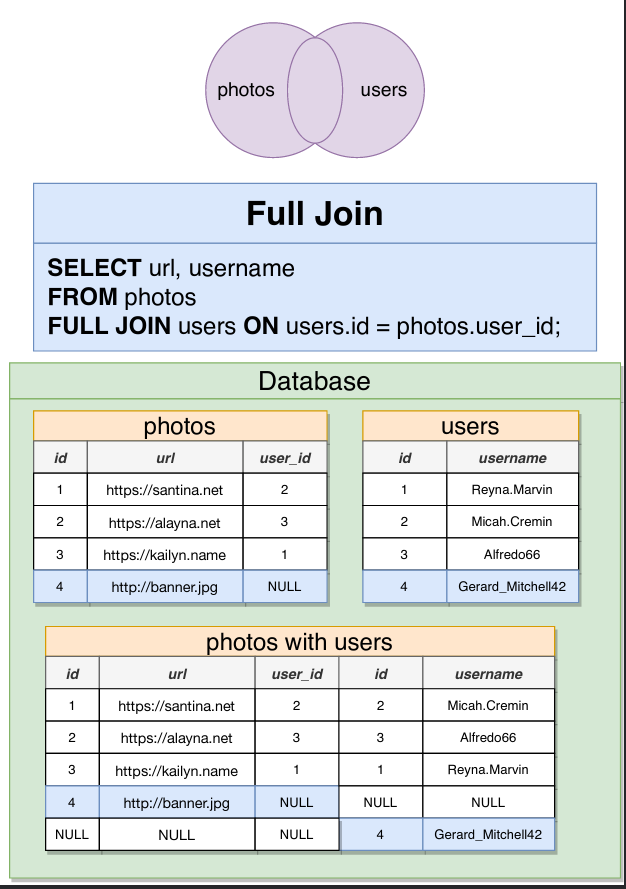 photos users
Full Join
SELECT url, username
FROM photos
FULL JOIN users ON users.id = photos.user_id;
Database
photos
id url user_id
1 https://santina.net 2
2 https://alayna.net 3
3 https://kailyn.name 1
4 http://banner.jpg NULL
users
id username
1 Reyna.Marvin
2 Micah.Cremin
3 Alfredo66
4 Gerard_Mitchell42
photos with users
id url user_id id username
1 https://santina.net 2 2 Micah.Cremin
2 https://alayna.net 3 3 Alfredo66
3 https://kailyn.name 1 1 Reyna.Marvin
4 http://banner.jpg NULL NULL NULL
NULL NULL NULL 4 Gerard_Mitchell42